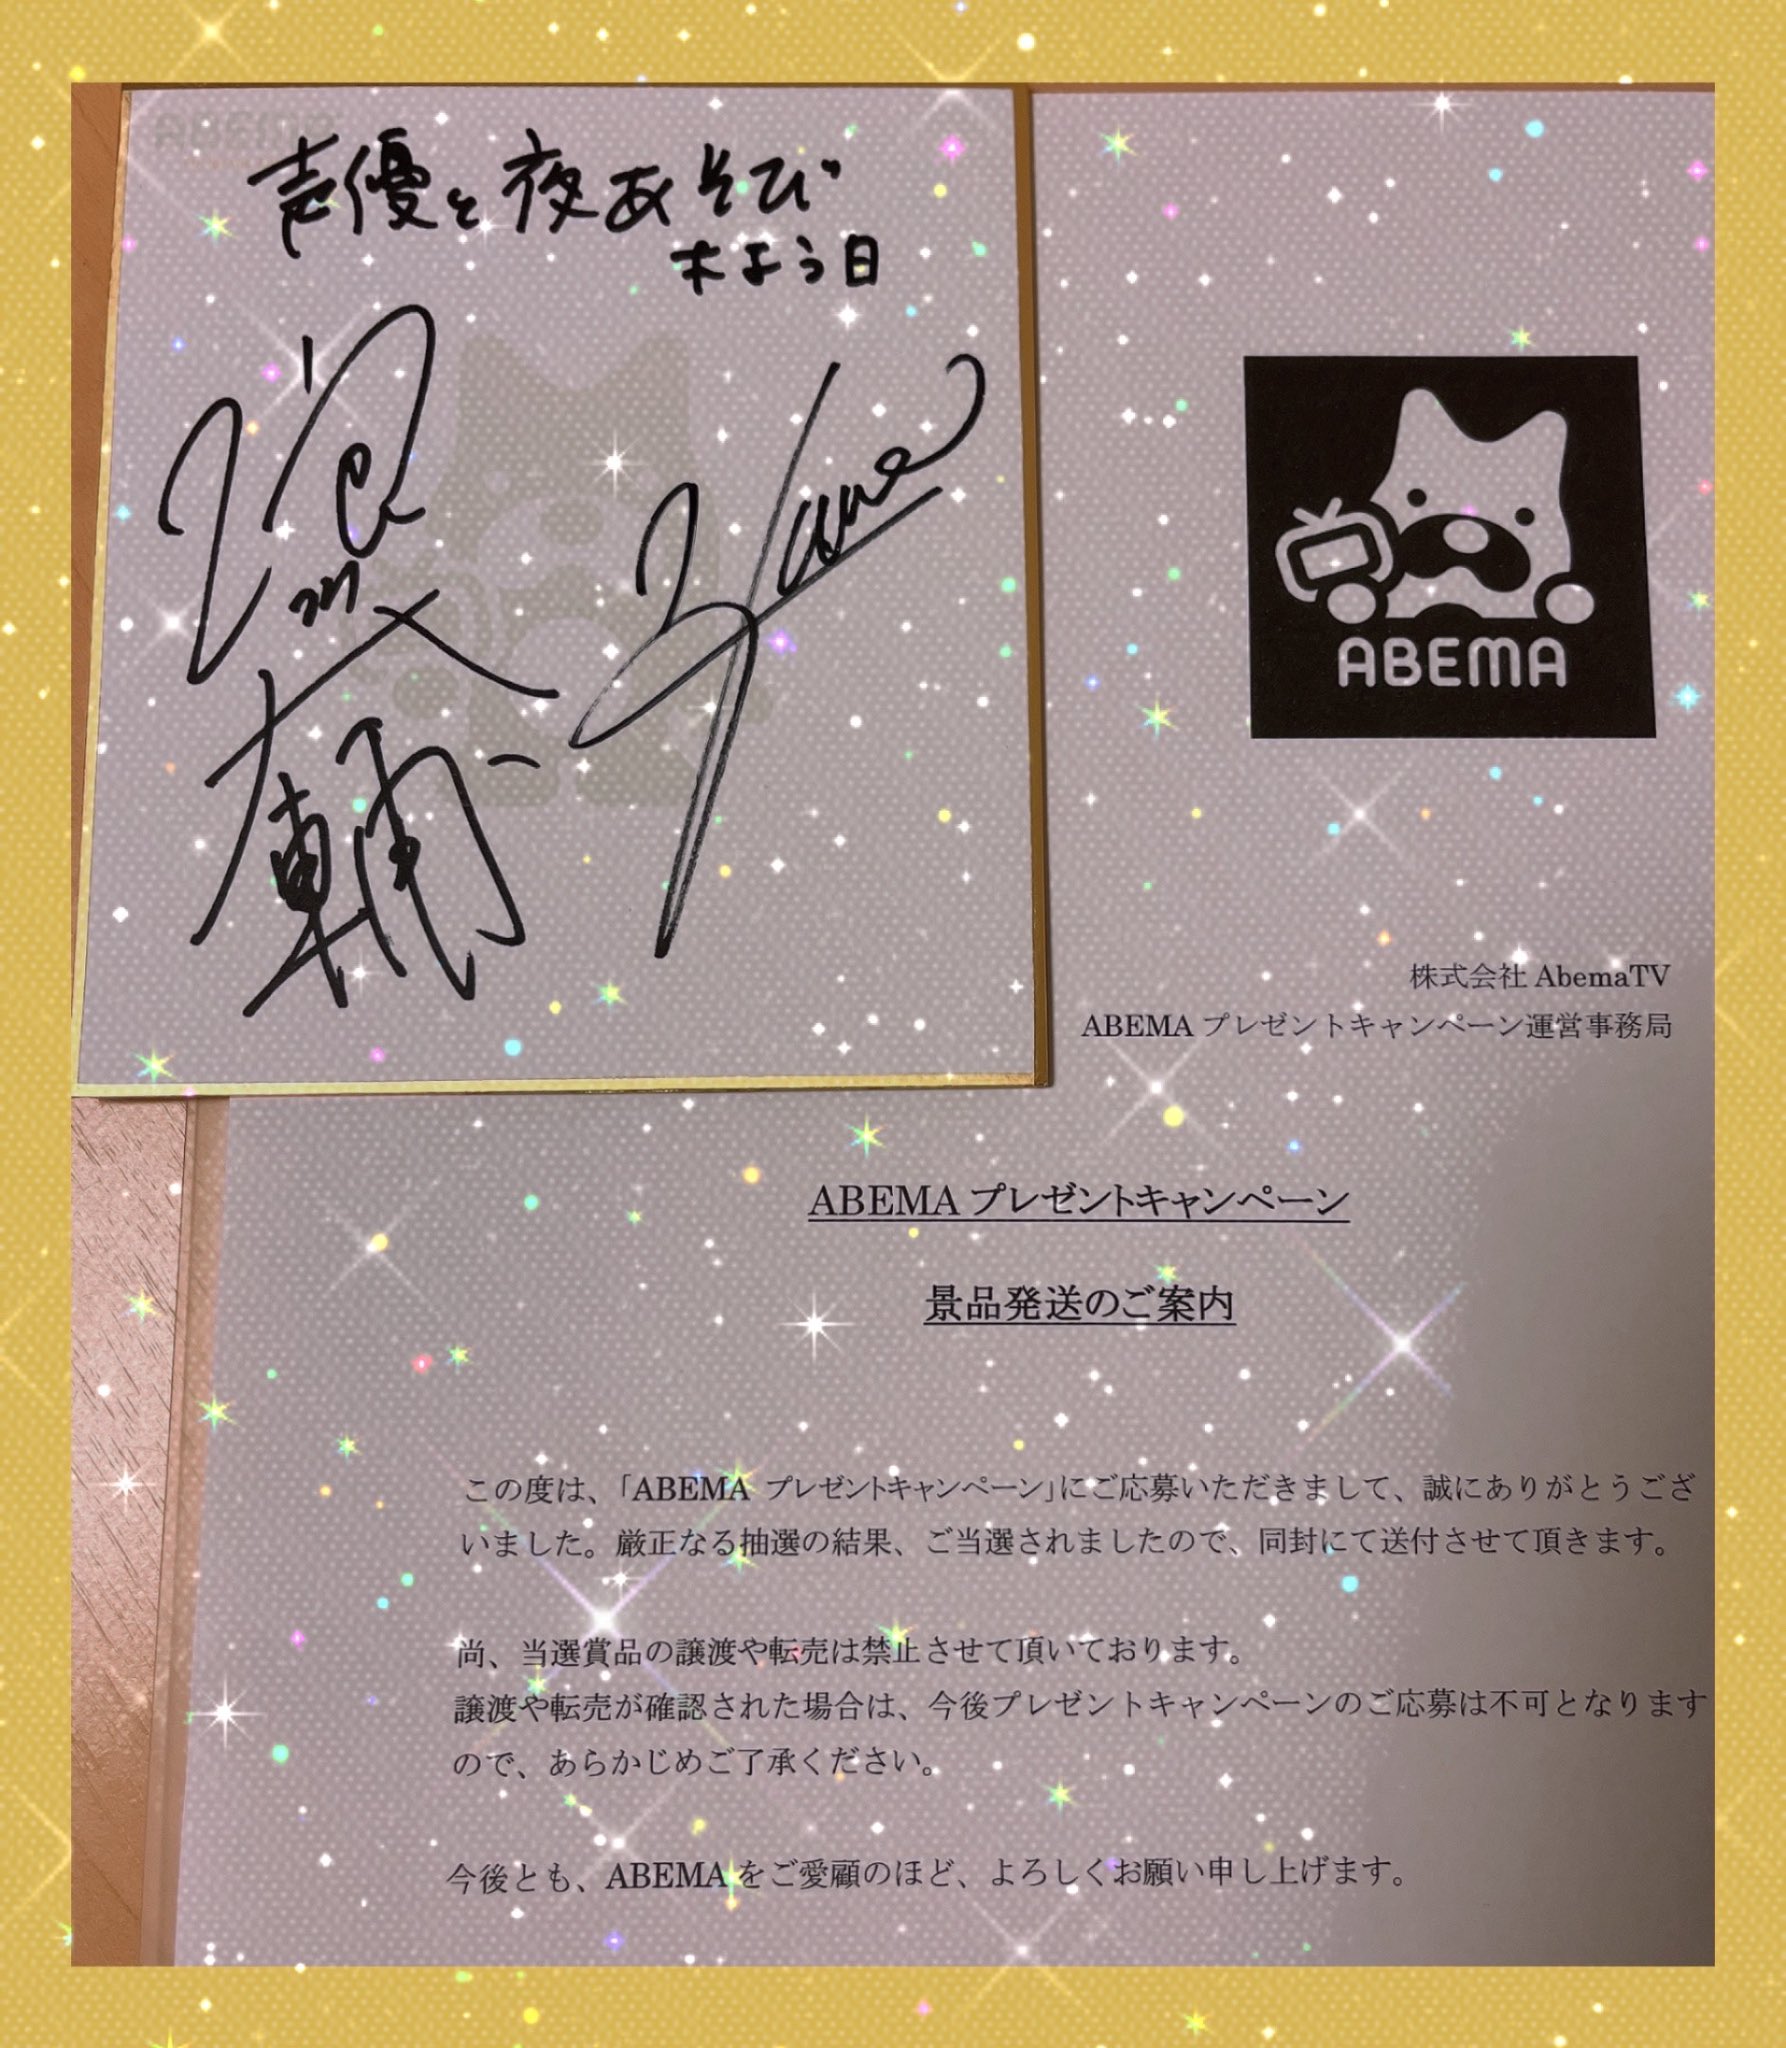 ABEMA
声優と夜あそび
木よう日
ABEMA
株式会社 AbemaTV
ABEMA プレゼントキャンペーン運営事務局
ABEMA プレゼントキャンペーン
景品発送のご案内
この度は、「ABEMA プレゼントキャンペーン」にご応募いただきまして、誠にありがとうござ
いました。厳正なる抽選の結果、ご当選されましたので、同封にて送付させて頂きます。
尚、当選賞品の譲渡や転売は禁止させて頂いております。
譲渡や転売が確認された場合は、今後プレゼントキャンペーンのご応募は不可となります
ので、あらかじめご了承ください。
今後とも、ABEMA をご愛顧のほど、よろしくお願い申し上げます。